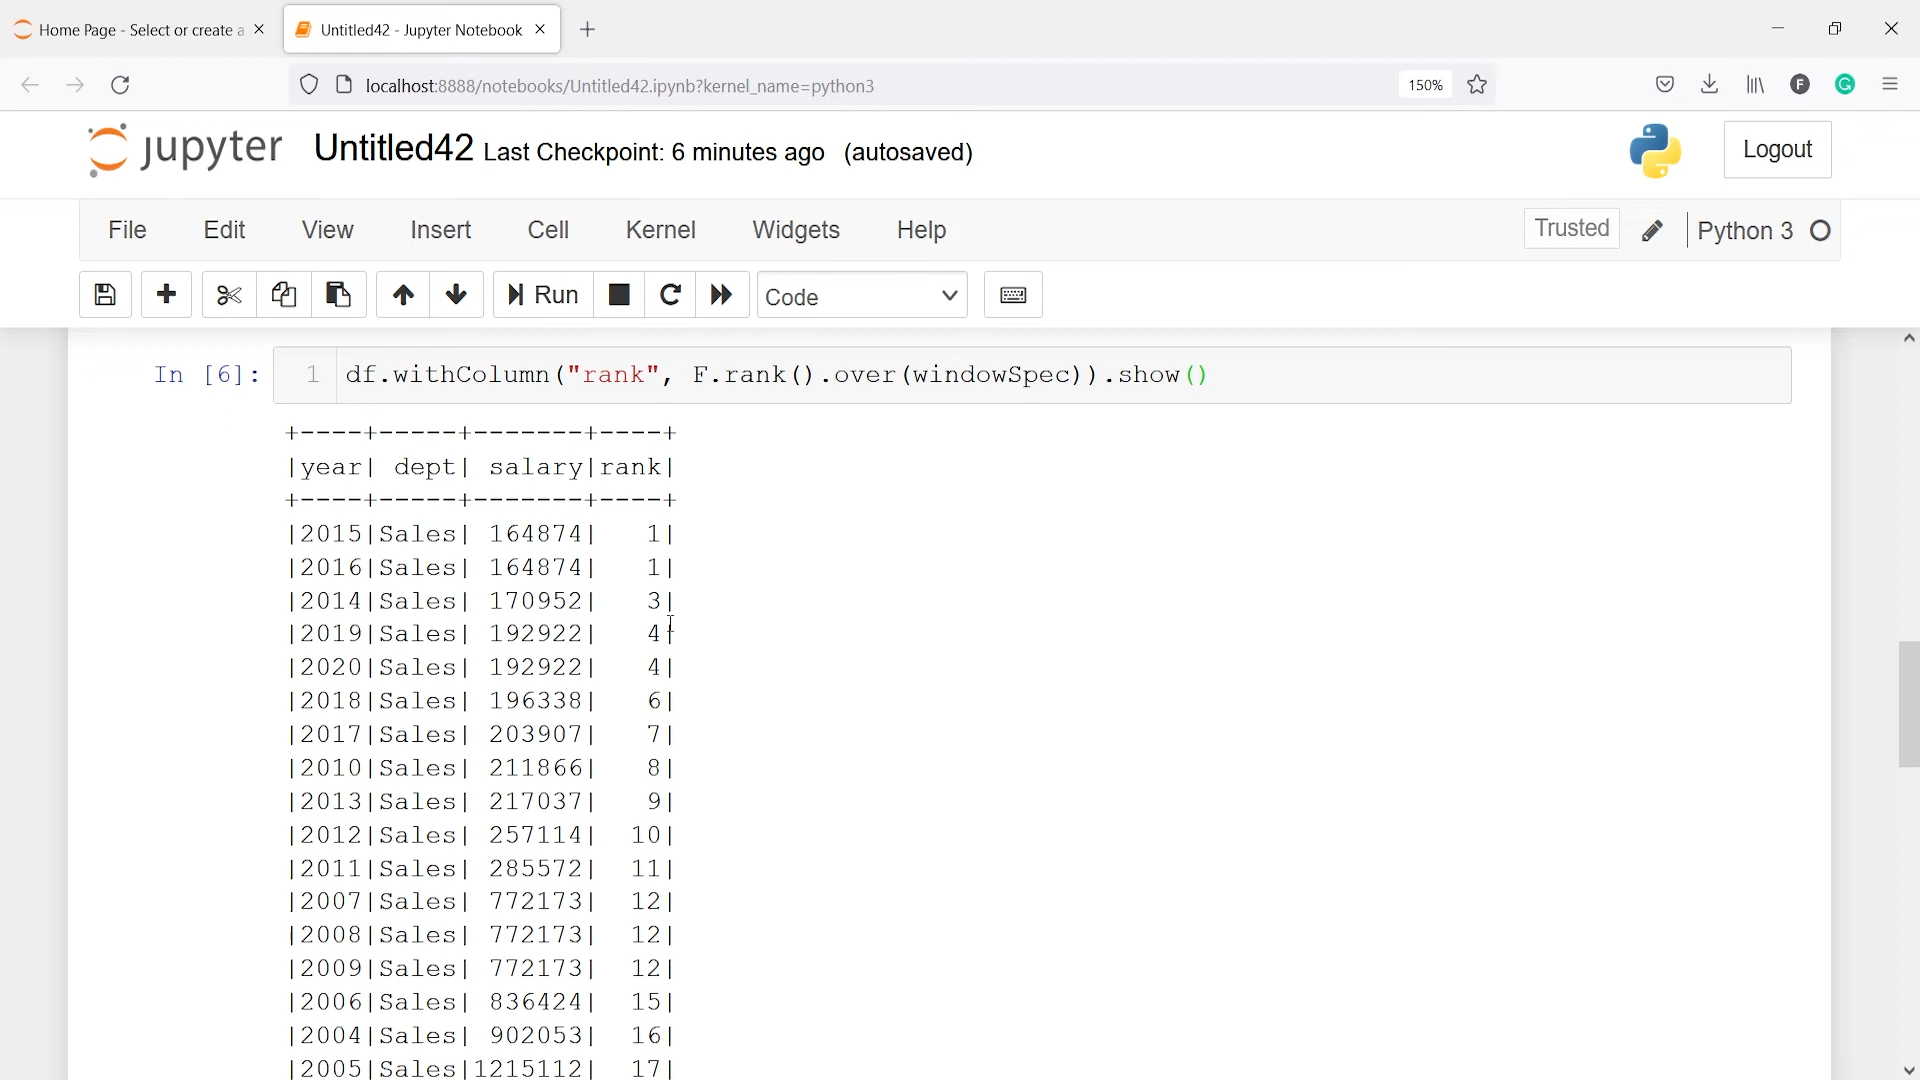 Home Page - Select or create a
Untitled42 - Jupyter Notebook
localhost:8888/notebooks/Untitled42.ipynb?kernel_name=python3
150%
F
G
jupyter
Untitled42 Last Checkpoint: 6 minutes ago (autosaved)
Logout
File Edit View Insert Cell Kernel Widgets Help
Trusted
Python 3
Run
Code
In [6]:
1 df.withColumn("rank", F.rank().over(windowSpec)).show()
+----+-----+-------+----+
|year| dept| salary|rank|
+----+-----+-------+----+
|2015|Sales| 164874|   1|
|2016|Sales| 164874|   1|
|2014|Sales| 170952|   3|
|2019|Sales| 192922|   4|
|2020|Sales| 192922|   4|
|2018|Sales| 196338|   6|
|2017|Sales| 203907|   7|
|2010|Sales| 211866|   8|
|2013|Sales| 217037|   9|
|2012|Sales| 257114|  10|
|2011|Sales| 285572|  11|
|2007|Sales| 772173|  12|
|2008|Sales| 772173|  12|
|2009|Sales| 772173|  12|
|2006|Sales| 836424|  15|
|2004|Sales| 902053|  16|
|2005|Sales|1215112|  17|